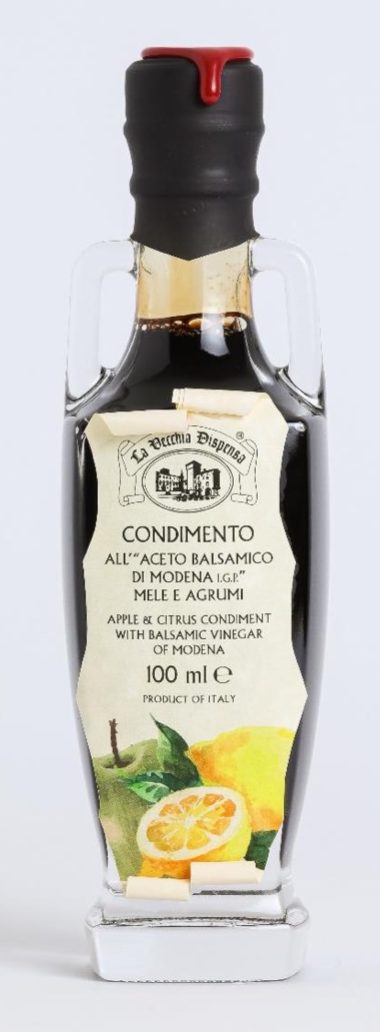 La Vecchia Dispensa ®
CONDIMENTO
ALL'"ACETO BALSAMICO
DI MODENA I.G.P."
MELE E AGRUMI
APPLE & CITRUS CONDIMENT
WITH BALSAMIC VINEGAR
OF MODENA
100 ml ℮
PRODUCT OF ITALY